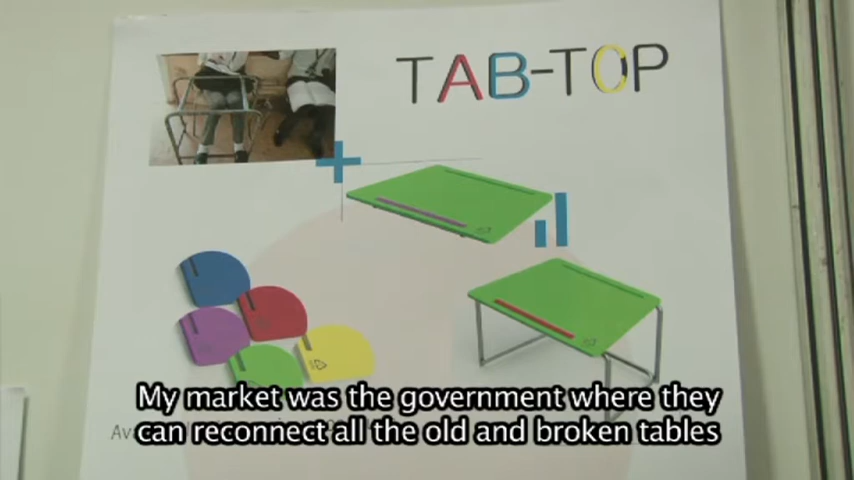 TAB-TOP
My market was the government where they
can reconnect all the old and broken tables